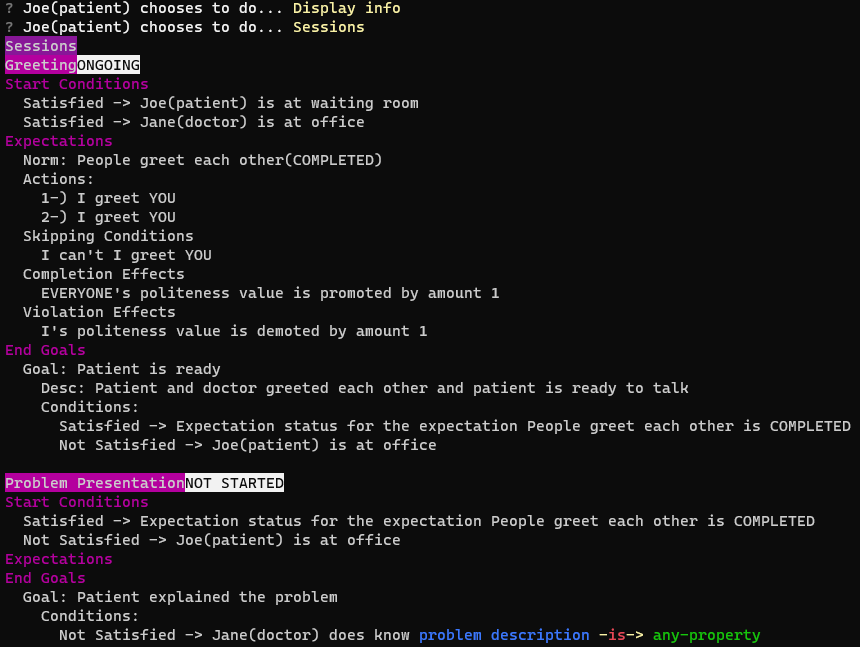 ? Joe(patient) chooses to do... Display info
? Joe(patient) chooses to do... Sessions
Sessions
GreetingONGOING
Start Conditions
Satisfied -> Joe(patient) is at waiting room
Satisfied -> Jane(doctor) is at office
Expectations
Norm: People greet each other(COMPLETED)
Actions:
1-) I greet YOU
2-) I greet YOU
Skipping Conditions
I can't I greet YOU
Completion Effects
EVERYONE's politeness value is promoted by amount 1
Violation Effects
I's politeness value is demoted by amount 1
End Goals
Goal: Patient is ready
Desc: Patient and doctor greeted each other and patient is ready to talk
Conditions:
Satisfied -> Expectation status for the expectation People greet each other is COMPLETED
Not Satisfied -> Joe(patient) is at office
Problem PresentationNOT STARTED
Start Conditions
Satisfied -> Expectation status for the expectation People greet each other is COMPLETED
Not Satisfied -> Joe(patient) is at office
Expectations
End Goals
Goal: Patient explained the problem
Conditions:
Not Satisfied -> Jane(doctor) does know problem description -is-> any-property